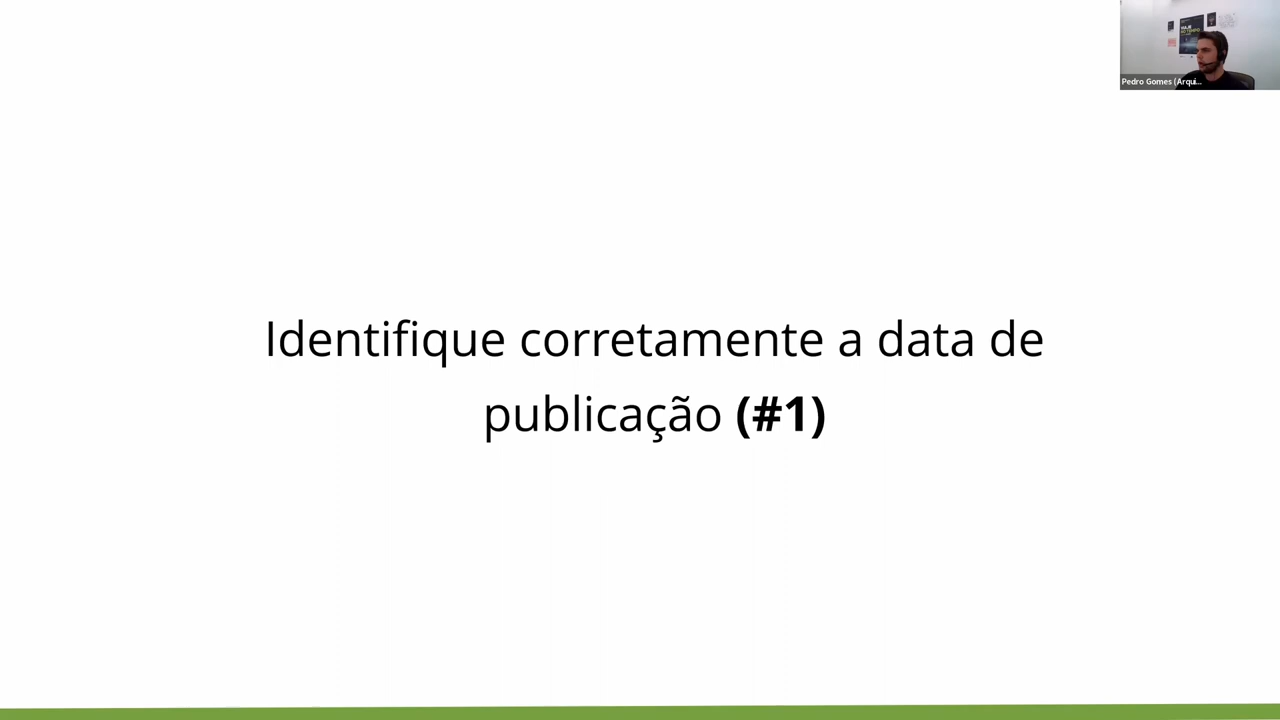 Identifique corretamente a data de
publicação (#1)
Pedro Gomes (Arqui...